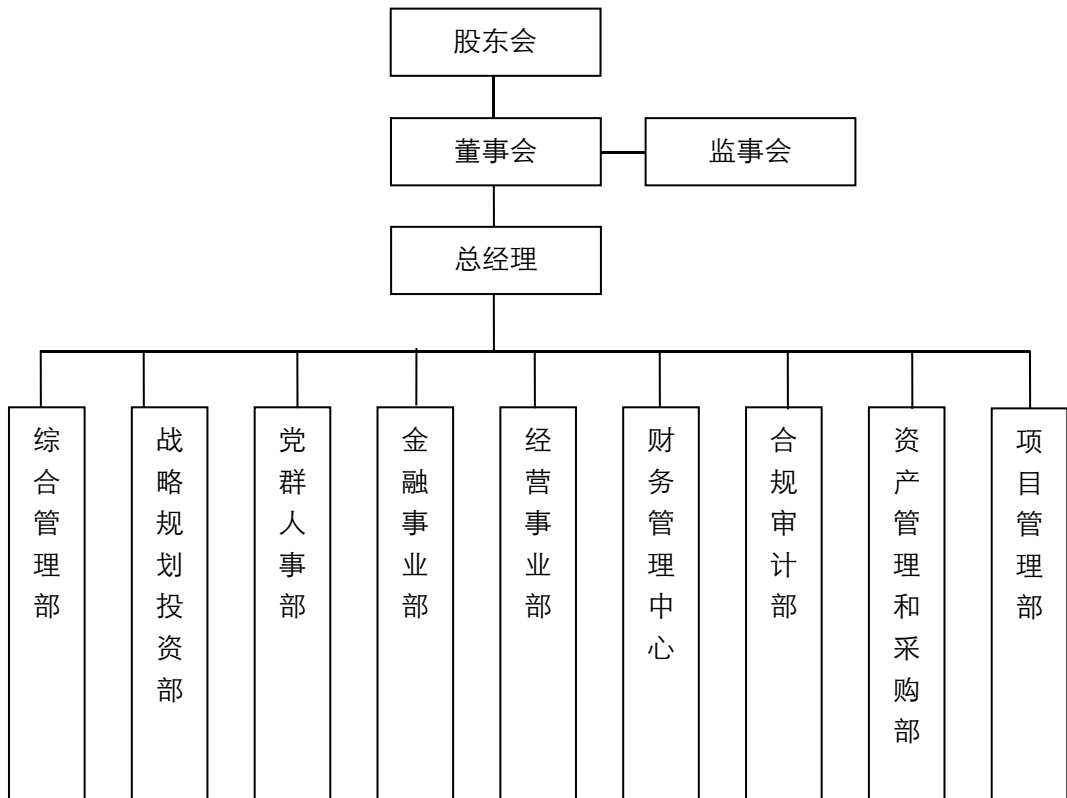 股东会
董事会
监事会
总经理
综合管理部
战略规划投资部
党群人事部
金融事业部
经营事业部
财务管理中心
合规审计部
资产管理和采购部
项目管理部